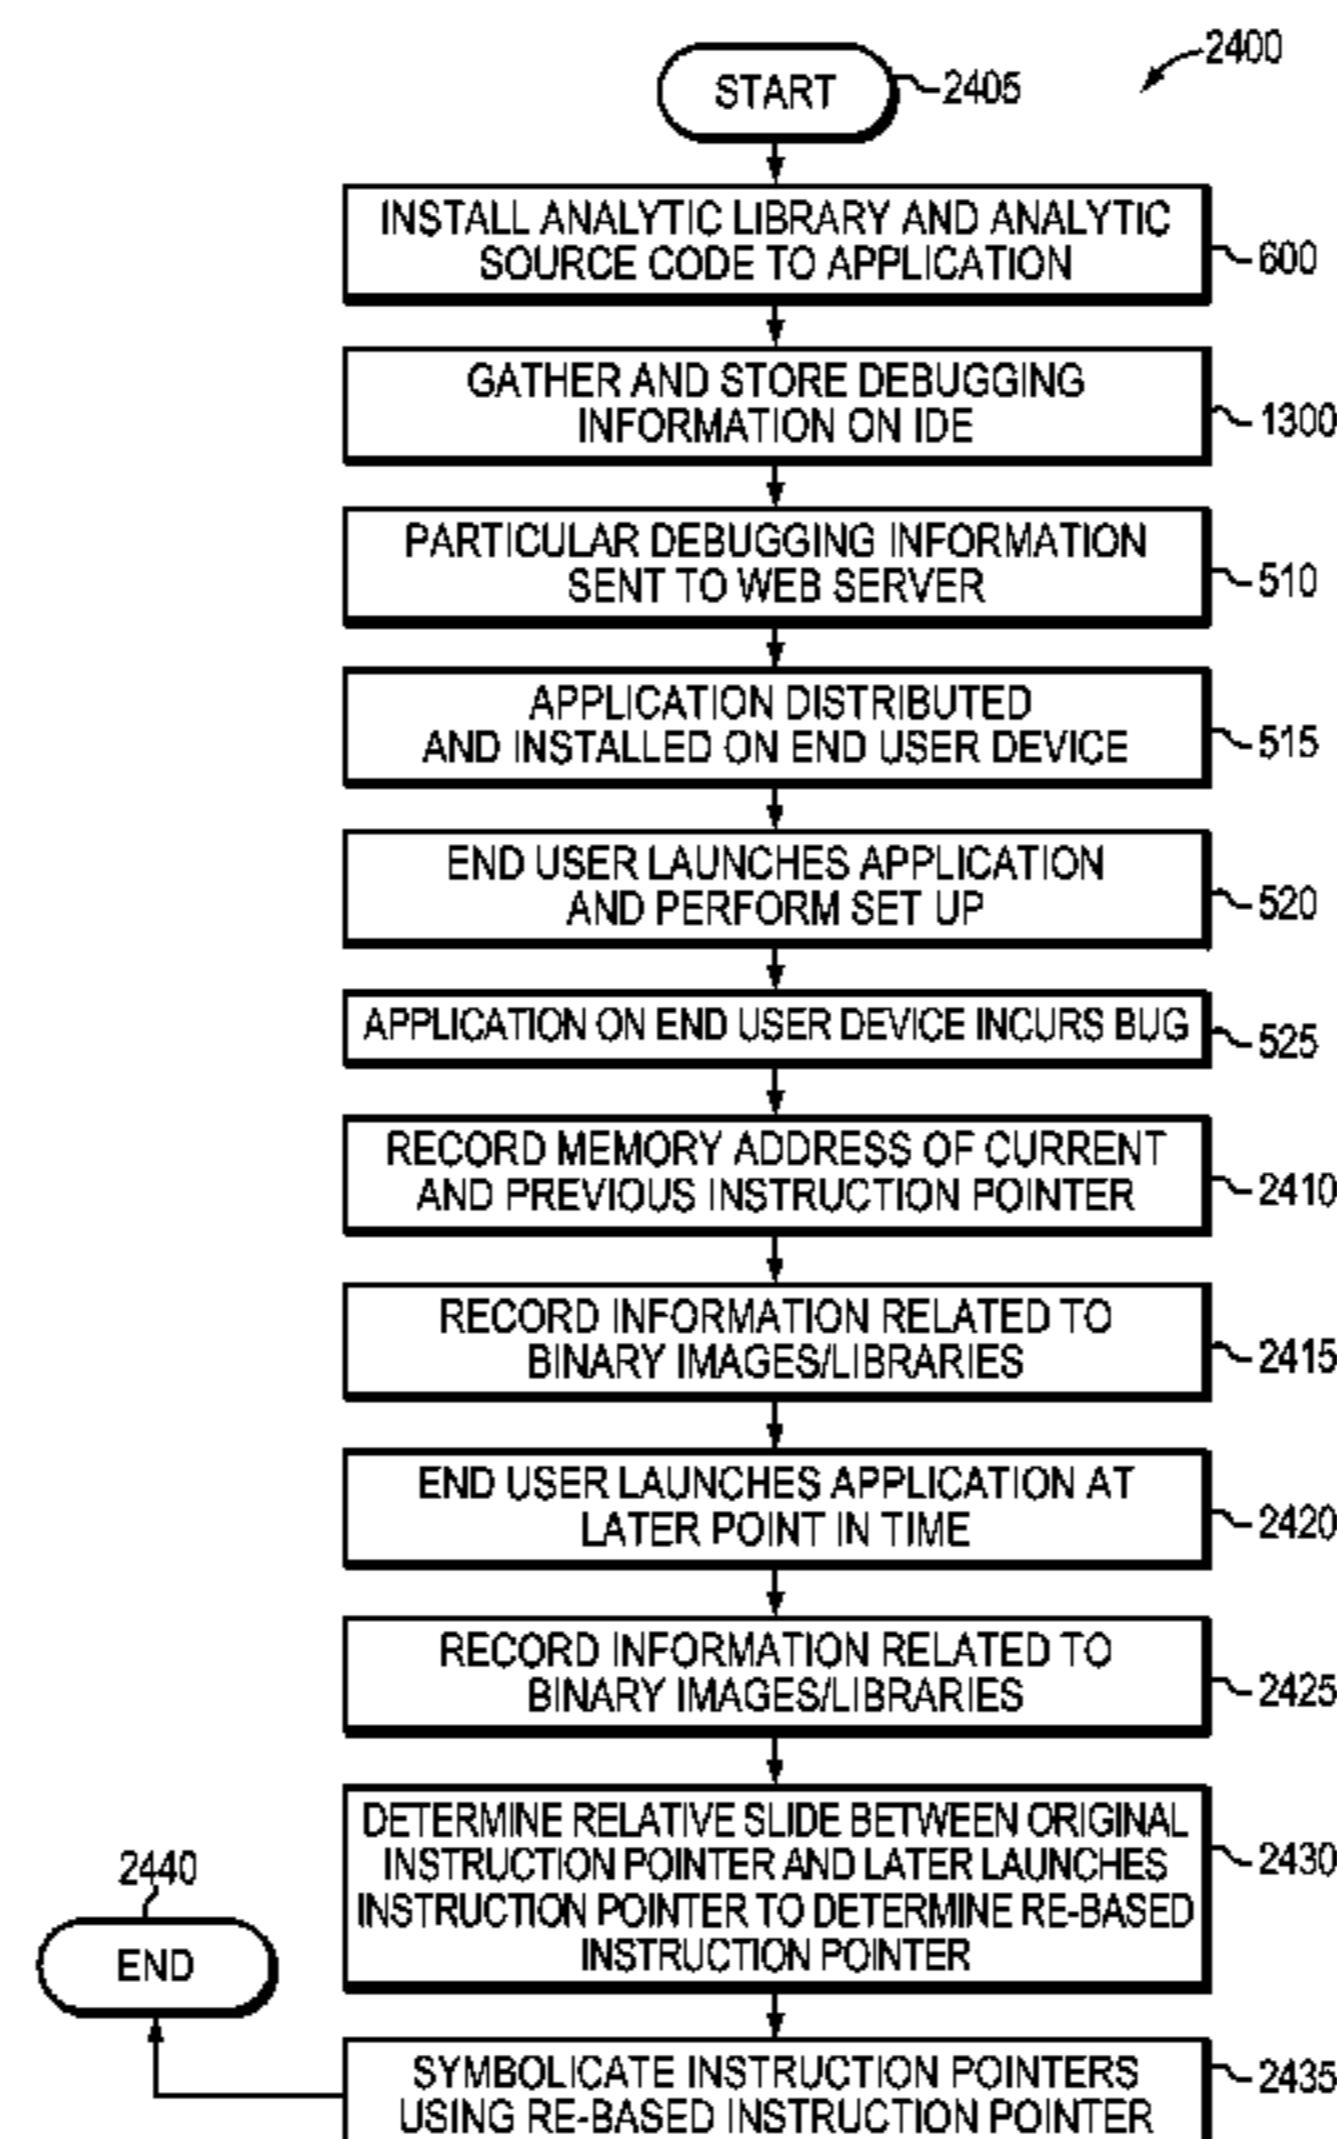 2400
START
2405
INSTALL ANALYTIC LIBRARY AND ANALYTIC
SOURCE CODE TO APPLICATION
600
GATHER AND STORE DEBUGGING
INFORMATION ON IDE
1300
PARTICULAR DEBUGGING INFORMATION
SENT TO WEB SERVER
510
APPLICATION DISTRIBUTED
AND INSTALLED ON END USER DEVICE
515
END USER LAUNCHES APPLICATION
AND PERFORM SET UP
520
APPLICATION ON END USER DEVICE INCURS BUG
525
RECORD MEMORY ADDRESS OF CURRENT
AND PREVIOUS INSTRUCTION POINTER
2410
RECORD INFORMATION RELATED TO
BINARY IMAGES/LIBRARIES
2415
END USER LAUNCHES APPLICATION AT
LATER POINT IN TIME
2420
RECORD INFORMATION RELATED TO
BINARY IMAGES/LIBRARIES
2425
DETERMINE RELATIVE SLIDE BETWEEN ORIGINAL
INSTRUCTION POINTER AND LATER LAUNCHES
INSTRUCTION POINTER TO DETERMINE RE-BASED
INSTRUCTION POINTER
2430
SYMBOLICATE INSTRUCTION POINTERS
USING RE-BASED INSTRUCTION POINTER
2435
2440
END